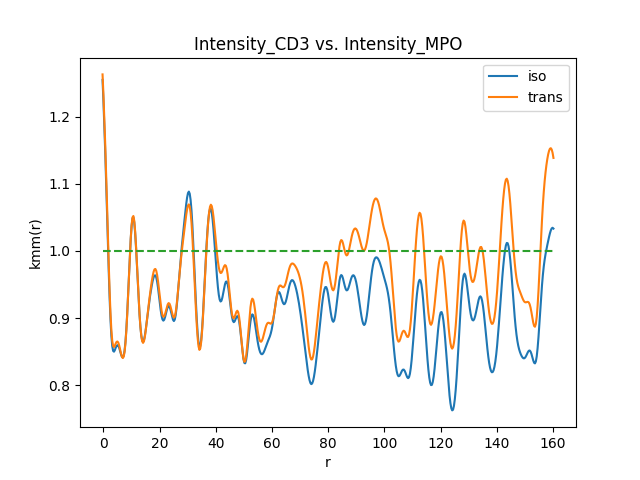 Intensity_CD3 vs. Intensity_MPO
iso
trans
1.2
1.1
1.0
0.9
0.8
kmm(r)
0 20 40 60 80 100 120 140 160
r